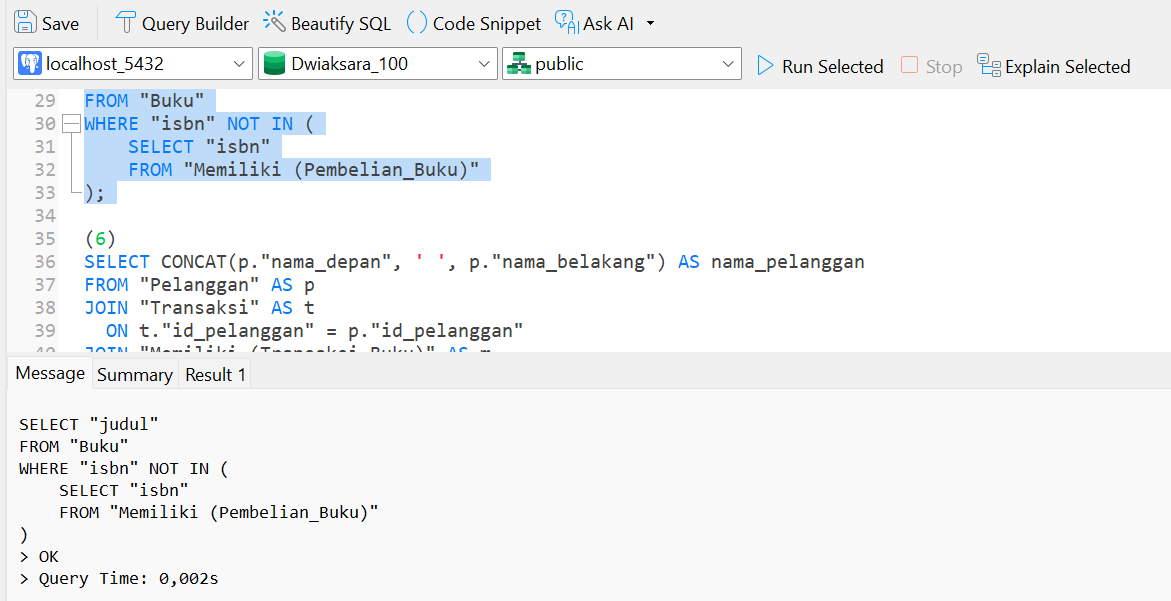 Save Query Builder Beautify SQL Code Snippet Ask AI
localhost_5432 Dwiaksara_100 public Run Selected Stop Explain Selected
29 FROM "Buku"
30 WHERE "isbn" NOT IN (
31 SELECT "isbn"
32 FROM "Memiliki (Pembelian_Buku)"
33 );
34
35 (6)
36 SELECT CONCAT(p."nama_depan", ' ', p."nama_belakang") AS nama_pelanggan
37 FROM "Pelanggan" AS p
38 JOIN "Transaksi" AS t
39 ON t."id_pelanggan" = p."id_pelanggan"
40 JOIN "Memiliki (Transaksi_Buku)" AS m
Message Summary Result 1
SELECT "judul"
FROM "Buku"
WHERE "isbn" NOT IN (
SELECT "isbn"
FROM "Memiliki (Pembelian_Buku)"
)
> OK
> Query Time: 0,002s